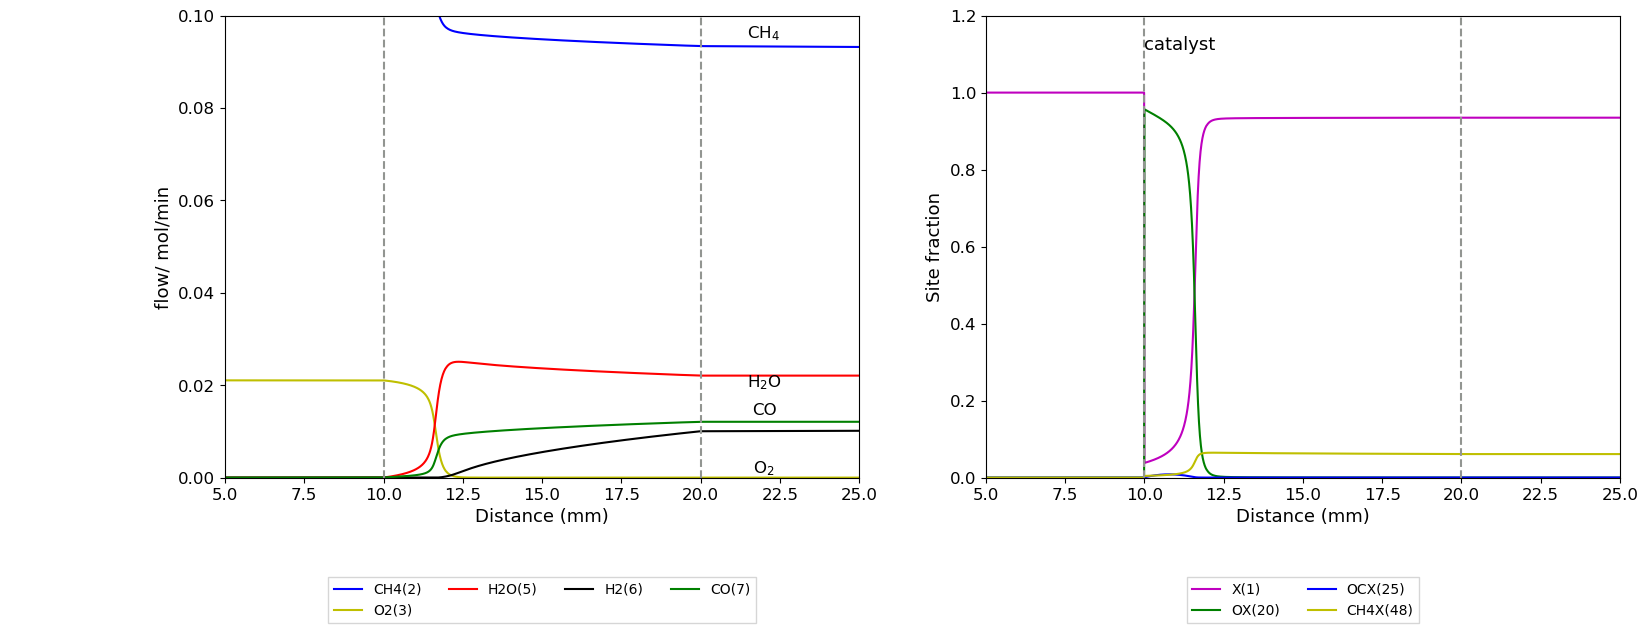 0.10
0.08
0.06
0.04
0.02
0.00
flow/ mol/min
CH₄
H₂O
CO
O₂
5.0 7.5 10.0 12.5 15.0 17.5 20.0 22.5 25.0
Distance (mm)
CH4(2) H2O(5) H2(6) CO(7)
O2(3)
1.2
1.0
0.8
0.6
0.4
0.2
0.0
Site fraction
catalyst
5.0 7.5 10.0 12.5 15.0 17.5 20.0 22.5 25.0
Distance (mm)
X(1) OCX(25)
OX(20) CH4X(48)